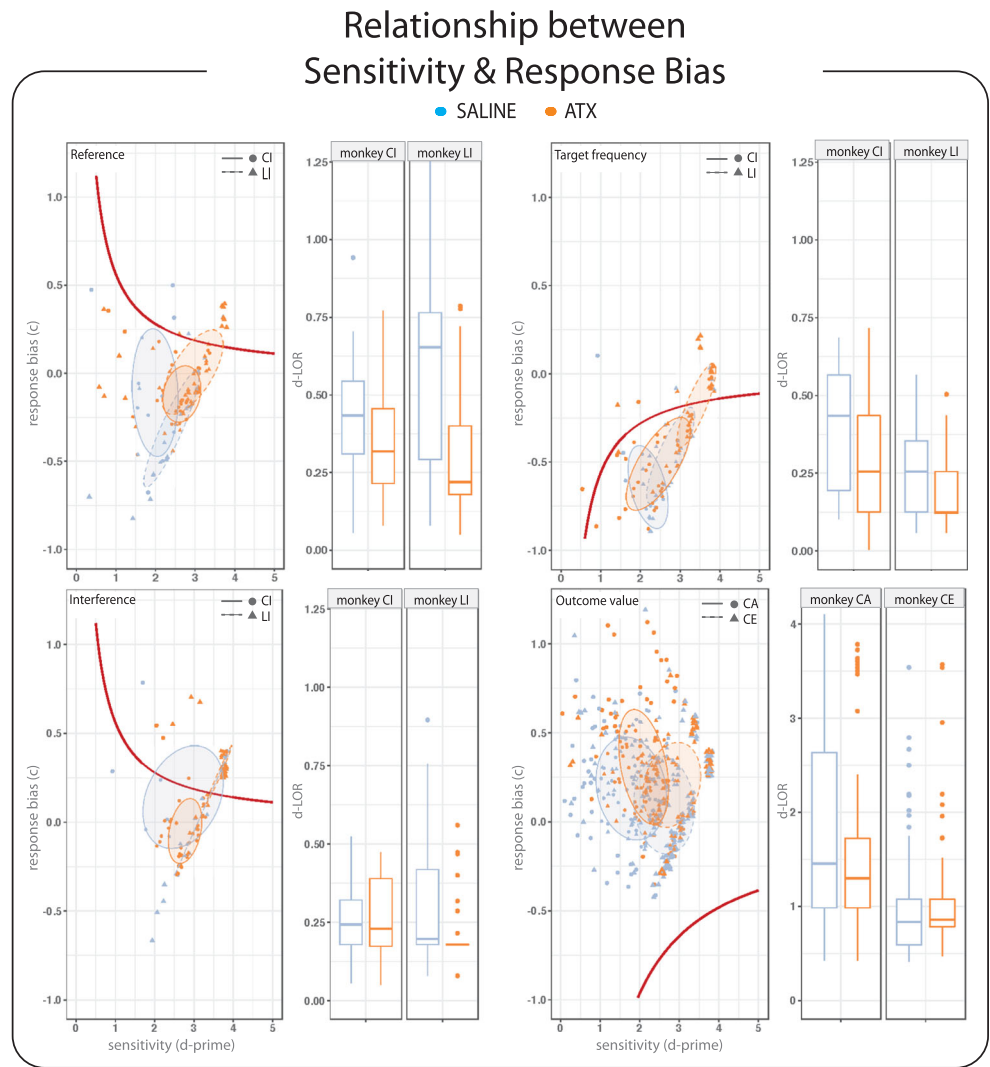 Relationship between
Sensitivity & Response Bias
SALINE ATX
Reference
CI
LI
response bias (c)
1.0
0.5
0.0
-0.5
-1.0
0 1 2 3 4 5
monkey CI monkey LI
d-LOR
1.25
1.00
0.75
0.50
0.25
0.00
Target frequency
CI
LI
response bias (c)
1.0
0.5
0.0
-0.5
-1.0
0 1 2 3 4 5
monkey CI monkey LI
d-LOR
1.25
1.00
0.75
0.50
0.25
0.00
Interference
CI
LI
response bias (c)
1.0
0.5
0.0
-0.5
-1.0
0 1 2 3 4 5
sensitivity (d-prime)
monkey CI monkey LI
d-LOR
1.25
1.00
0.75
0.50
0.25
0.00
Outcome value
CA
CE
response bias (c)
1.0
0.5
0.0
-0.5
-1.0
0 1 2 3 4 5
sensitivity (d-prime)
monkey CA monkey CE
d-LOR
4
3
2
1
0